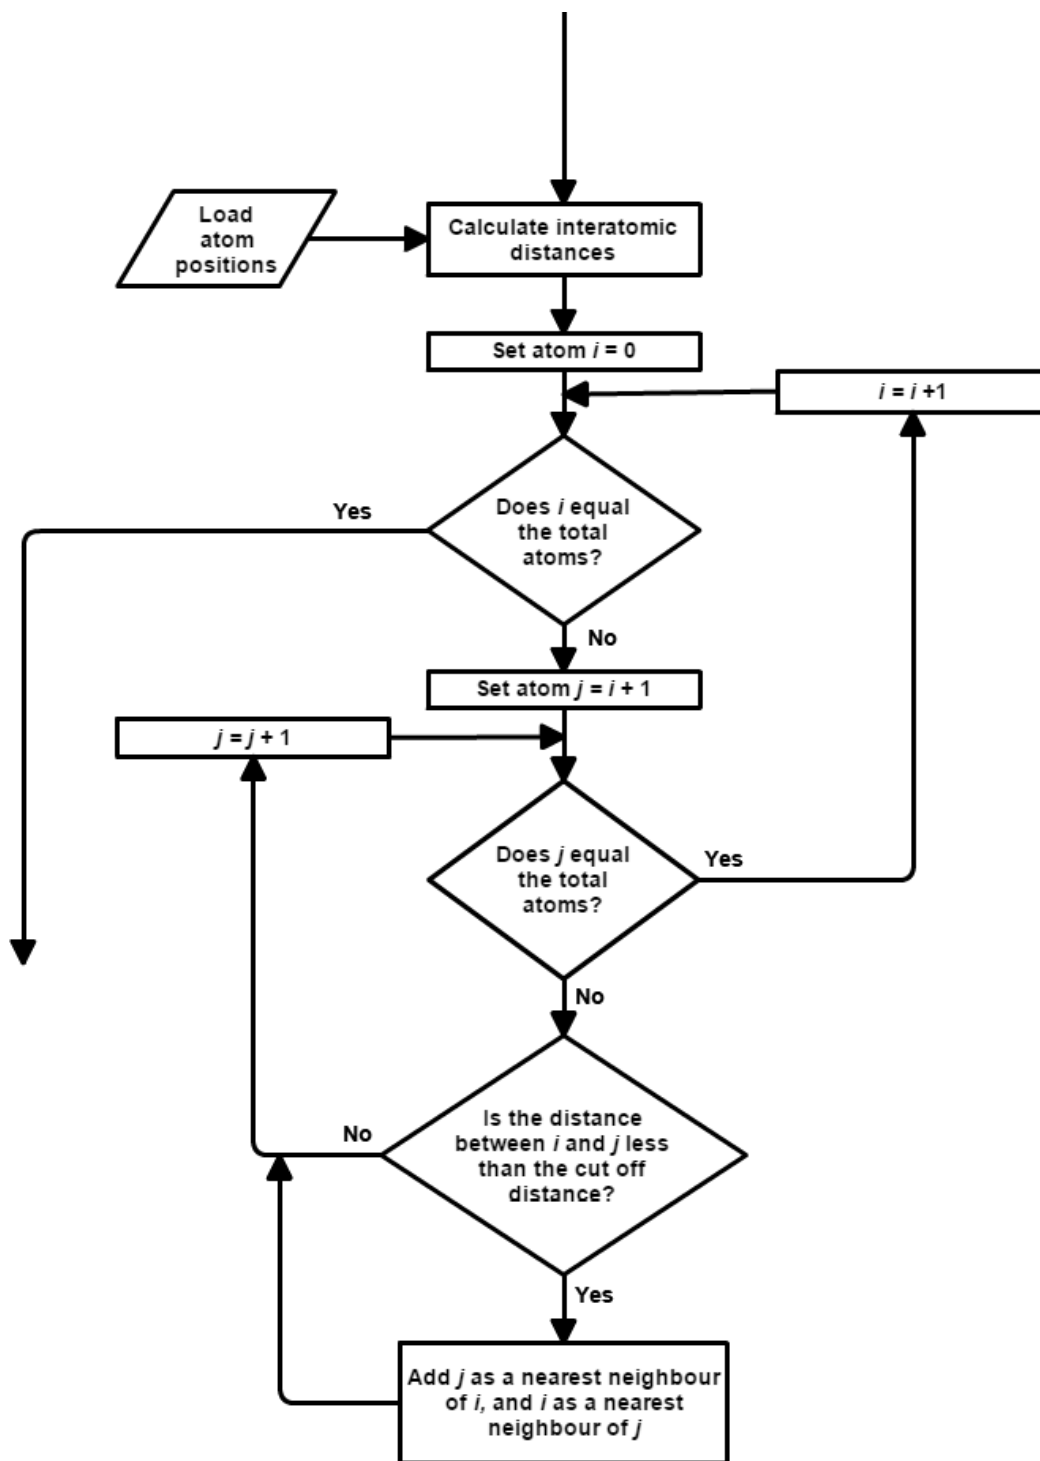 Load
atom
positions
Calculate interatomic
distances
Set atom i = 0
i = i +1
Does i equal
the total
atoms?
Yes
No
Set atom j = i + 1
j = j + 1
Does j equal
the total
atoms?
Yes
No
Is the distance
between i and j less
than the cut off
distance?
No
Yes
Add j as a nearest neighbour
of i, and i as a nearest
neighbour of j